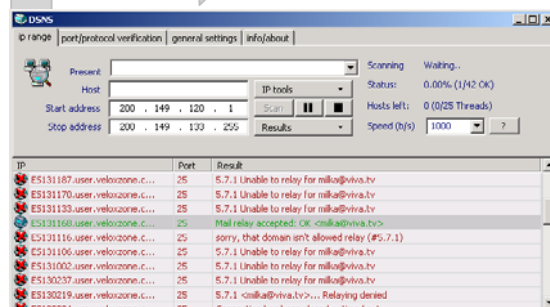 DSNS
ip range port/protocol verification general settings info/about
Present Scanning Waiting..
Host IP tools Status: 0.00% (1/42 OK)
Start address 200 . 149 . 120 . 1 Scan Hosts left: 0 (0/25 Threads)
Stop address 200 . 149 . 133 . 255 Results Speed (h/s) 1000 ?
IP Port Result
ES131187.user.veloxzone.c... 25 5.7.1 Unable to relay for milka@viva.tv
ES131170.user.veloxzone.c... 25 5.7.1 Unable to relay for milka@viva.tv
ES131133.user.veloxzone.c... 25 5.7.1 Unable to relay for milka@viva.tv
ES131168.user.veloxzone.c... 25 Mail relay accepted: OK <milka@viva.tv>
ES131116.user.veloxzone.c... 25 sorry, that domain isn't allowed relay (#5.7.1)
ES131106.user.veloxzone.c... 25 5.7.1 Unable to relay for milka@viva.tv
ES131002.user.veloxzone.c... 25 5.7.1 Unable to relay for milka@viva.tv
ES130237.user.veloxzone.c... 25 5.7.1 Unable to relay for milka@viva.tv
ES130219.user.veloxzone.c... 25 5.7.1 <milka@viva.tv>... Relaying denied